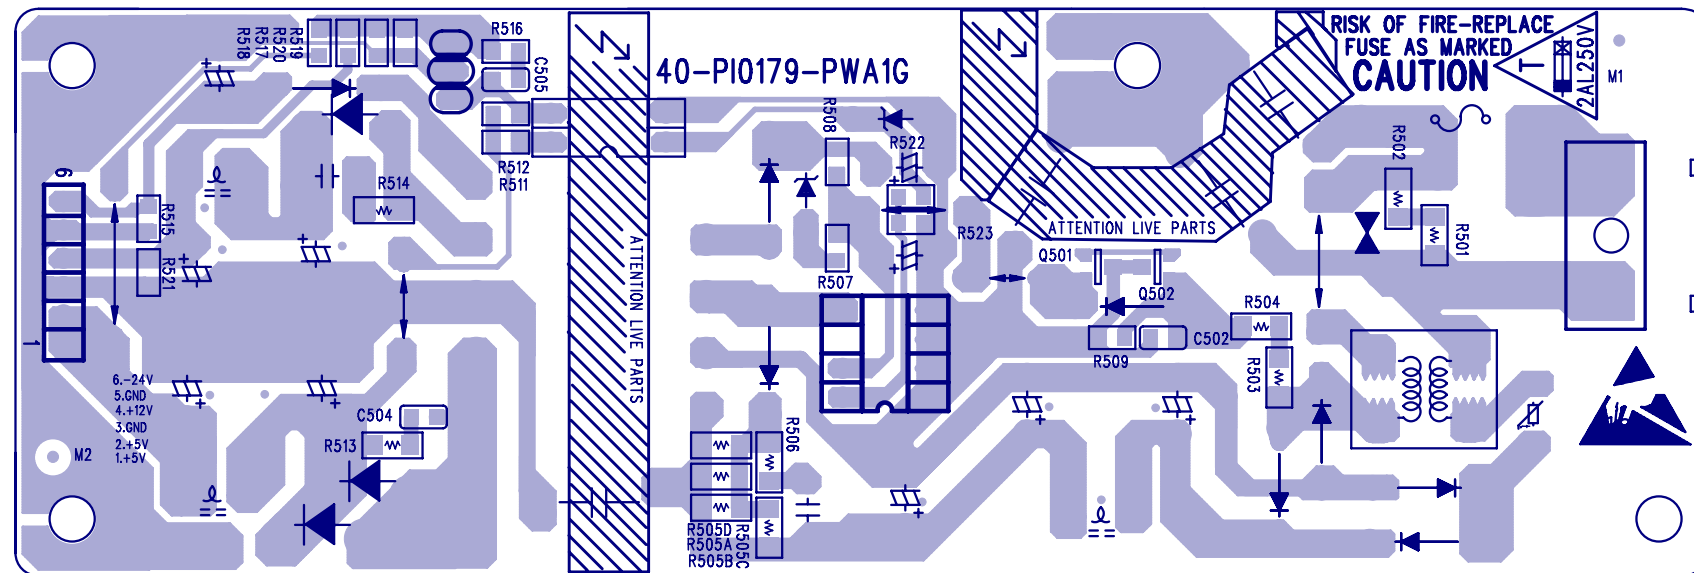 R518
R517
R520
R519
R516
C505
R512
R511
40-PI0179-PWA1G
R508
R522
RISK OF FIRE-REPLACE
FUSE AS MARKED
CAUTION
T
2AL250V
M1
R502
R501
6
R515
R521
R514
ATTENTION LIVE PARTS
R507
R523
ATTENTION LIVE PARTS
Q501
Q502
R509
C502
R504
R503
1
6.-24V
5.GND
4.+12V
3.GND
2.+5V
1.+5V
M2
C504
R513
R506
R505D
R505A
R505B
R505C